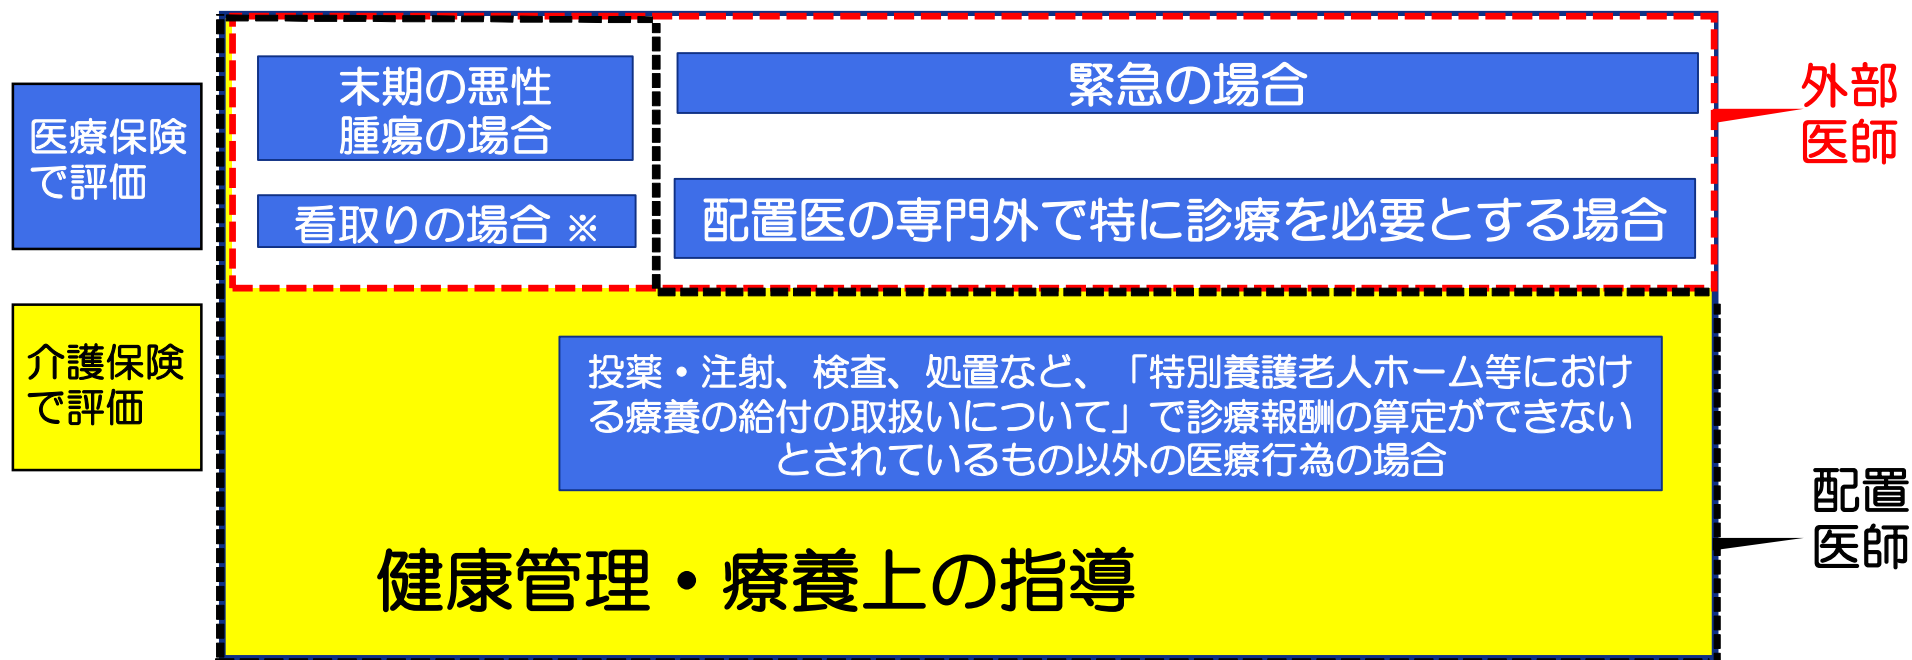 医療保険
で評価
介護保険
で評価
末期の悪性
腫瘍の場合
看取りの場合 ※
緊急の場合
配置医の専門外で特に診療を必要とする場合
外部
医師
投薬・注射、検査、処置など、「特別養護老人ホーム等におけ
る療養の給付の取扱いについて」で診療報酬の算定ができない
とされているもの以外の医療行為の場合
健康管理・療養上の指導
配置
医師